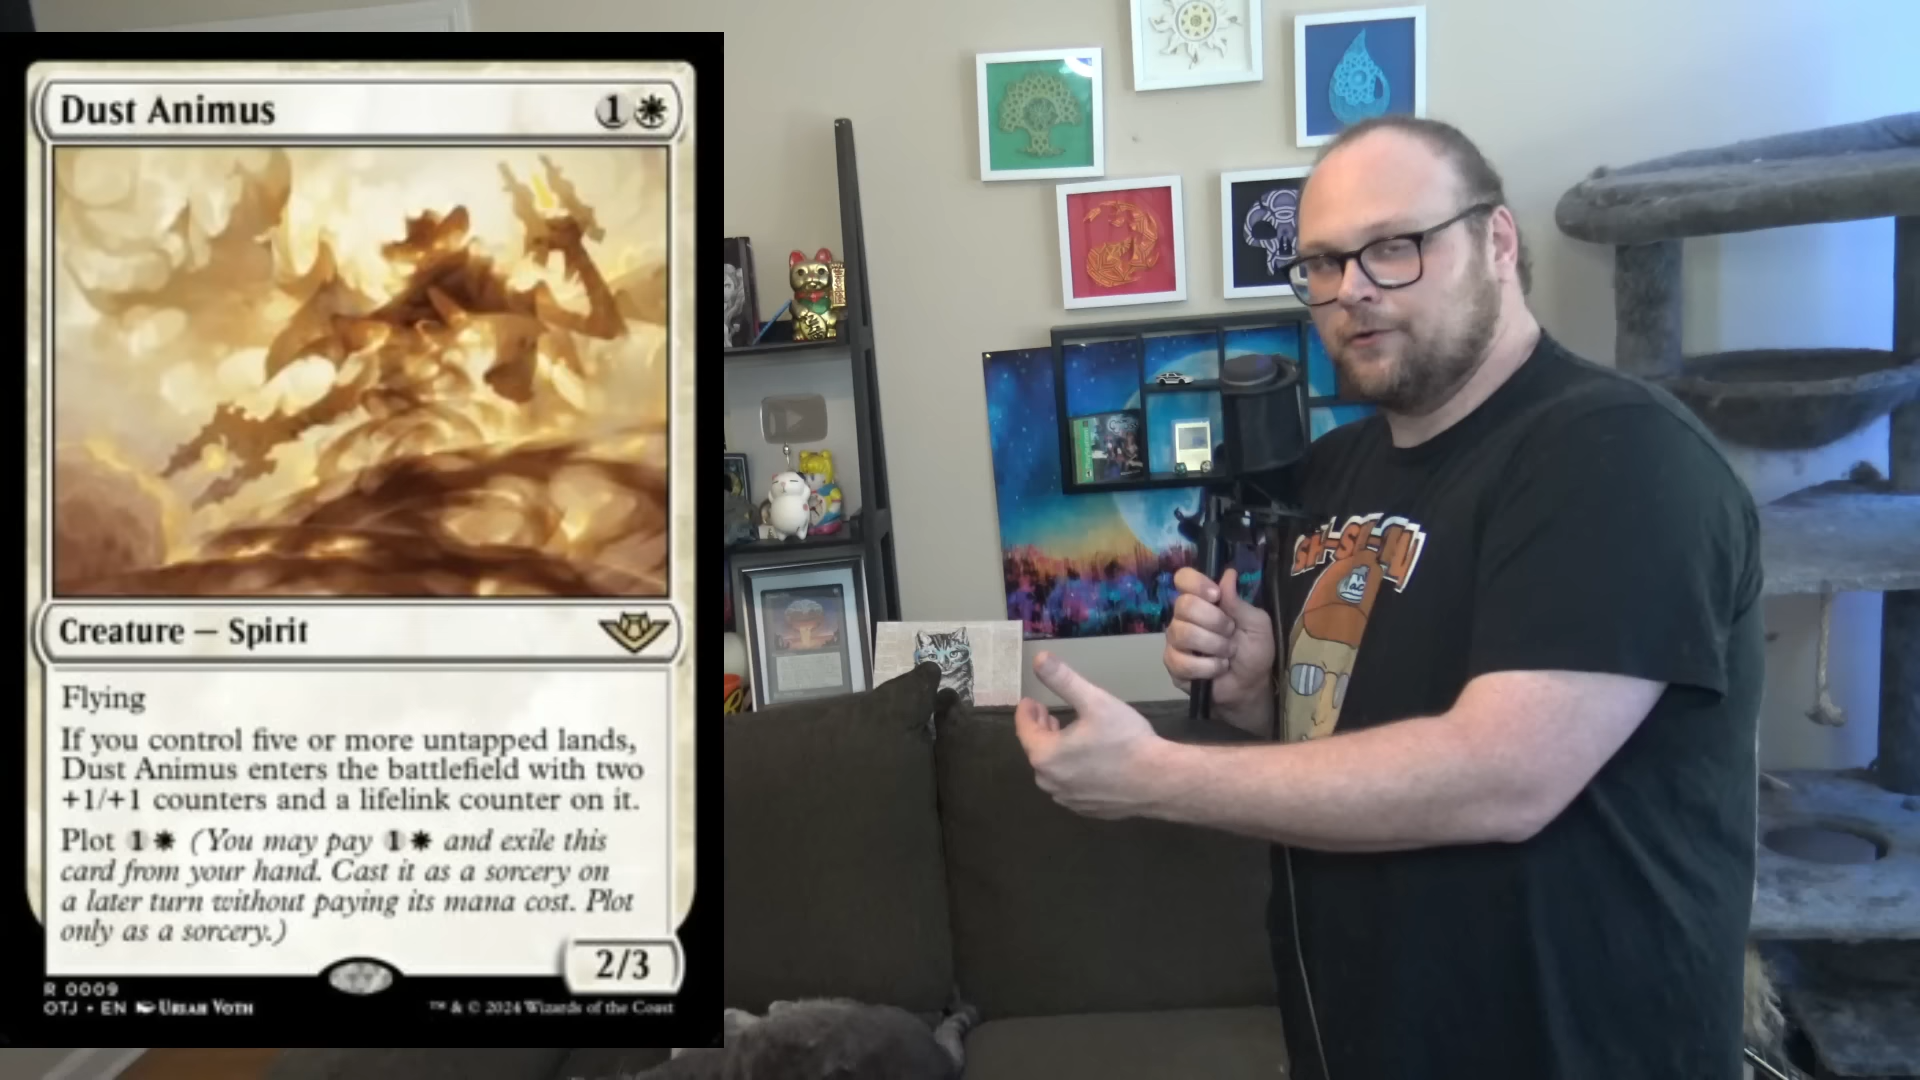 Dust Animus 1
Creature — Spirit
Flying
If you control five or more untapped lands,
Dust Animus enters the battlefield with two
+1/+1 counters and a lifelink counter on it.
Plot 1 (You may pay 1 and exile this
card from your hand. Cast it as a sorcery on
a later turn without paying its mana cost. Plot
only as a sorcery.)
2/3
R 0009
OTJ • EN Uriah Voth
™ & © 2024 Wizards of the Coast